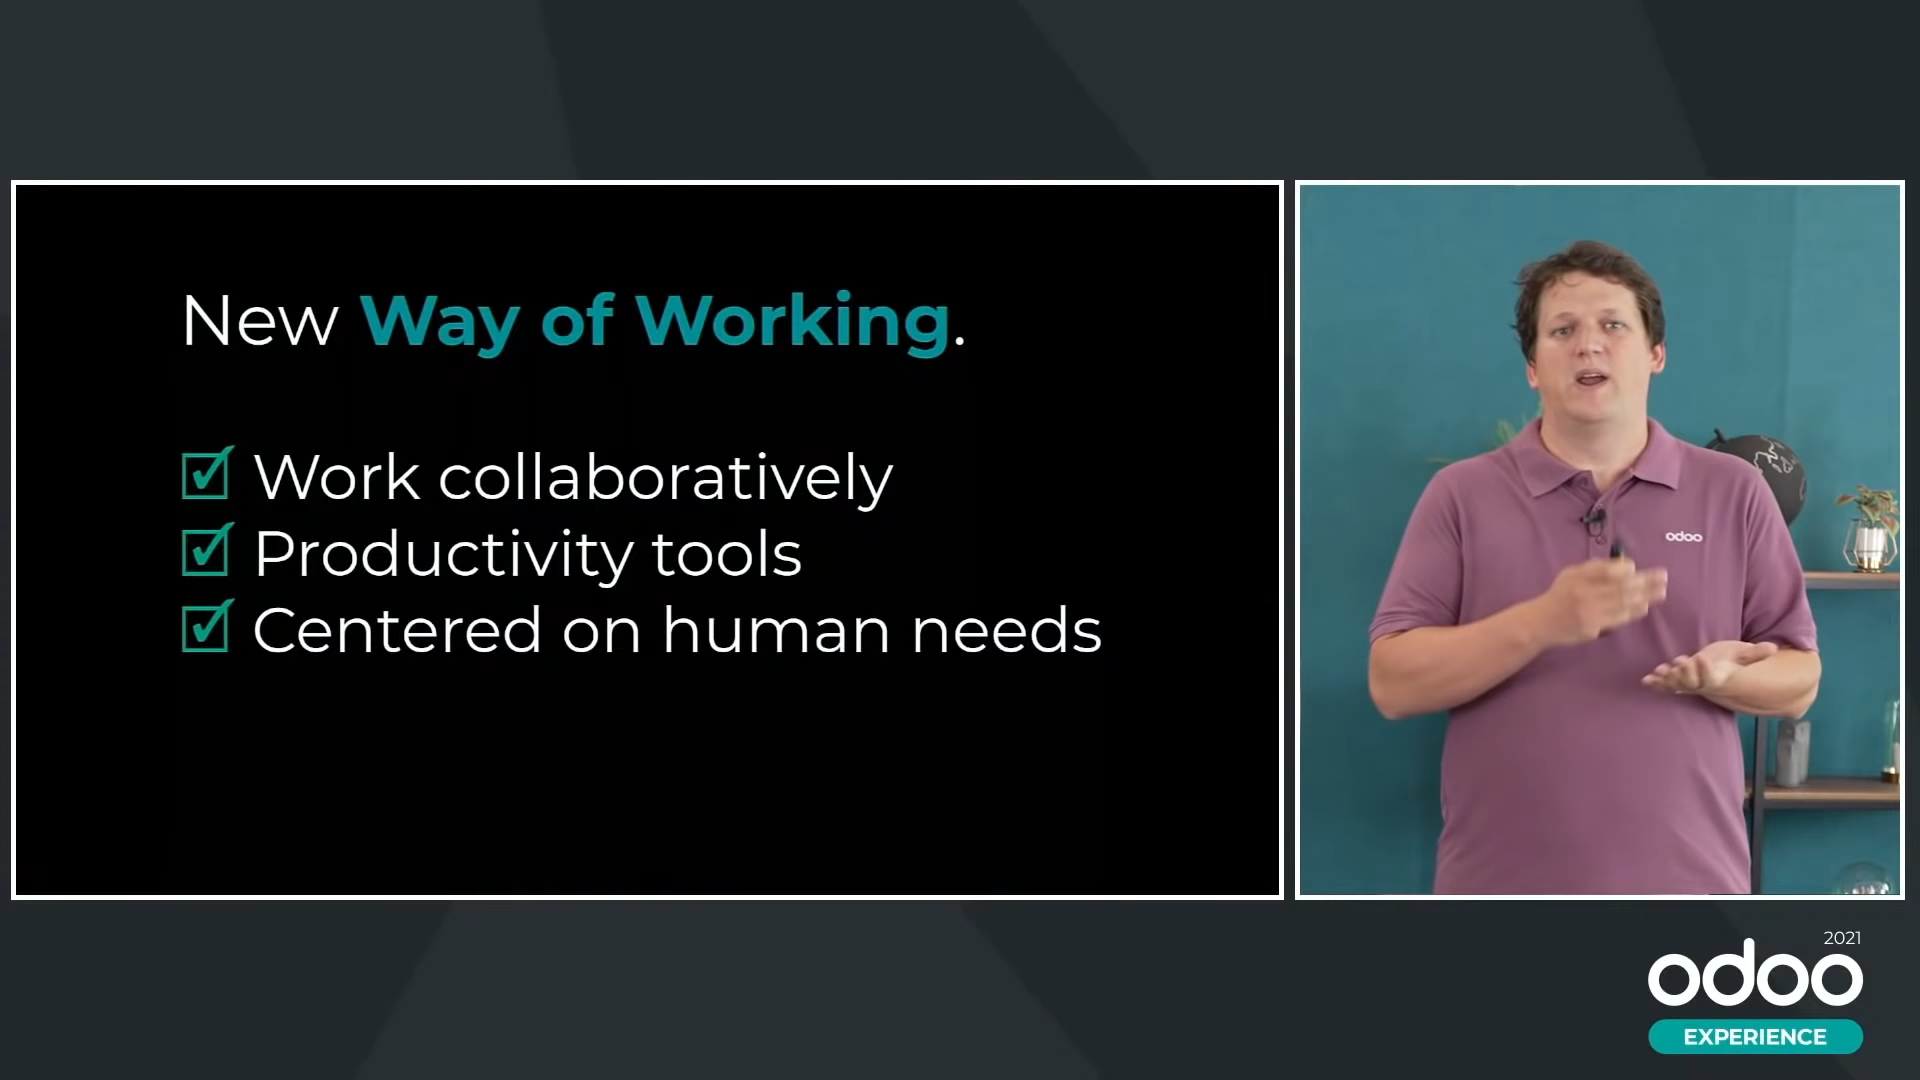 New Way of Working.
Work collaboratively
Productivity tools
Centered on human needs
odoo
2021
odoo
EXPERIENCE